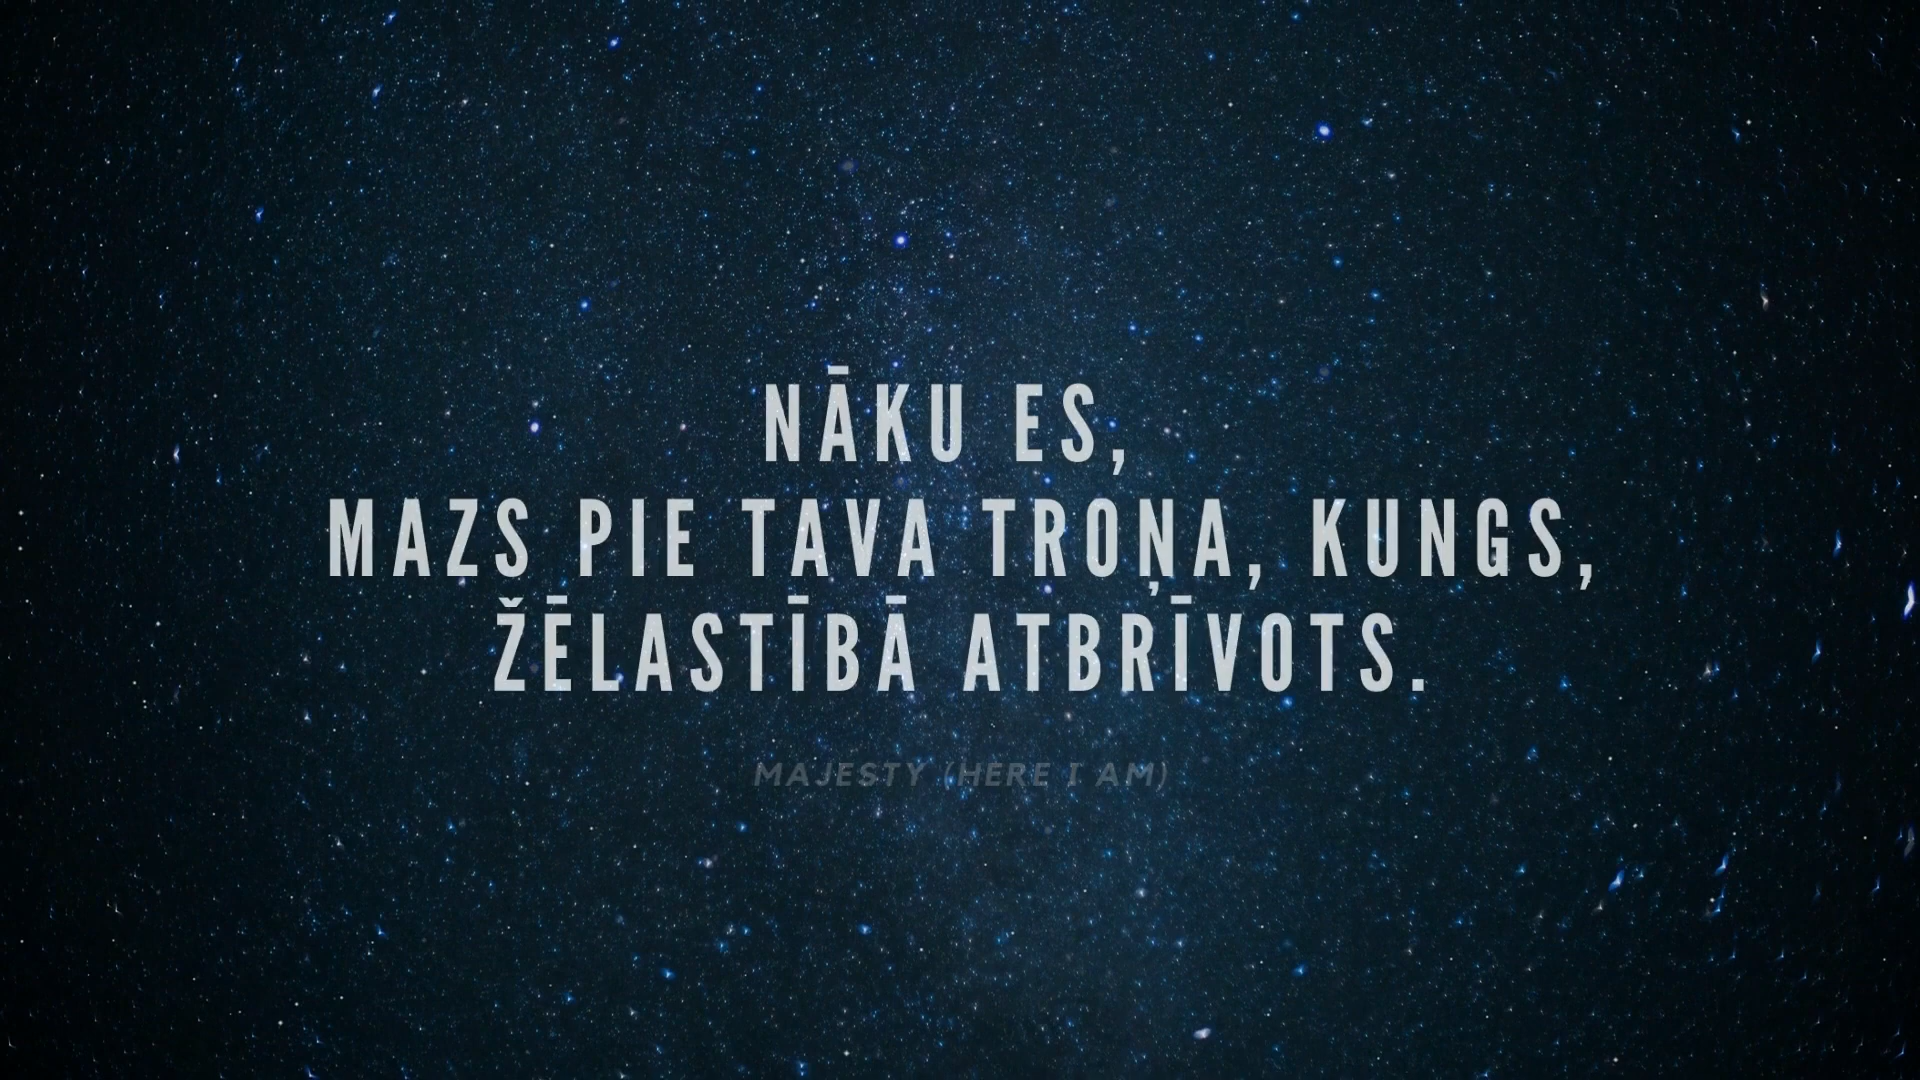 NĀKU ES,
MAZS PIE TAVA TROŅA, KUNGS,
ŽĒLASTĪBĀ ATBRĪVOTS.
MAJESTY (HERE I AM)